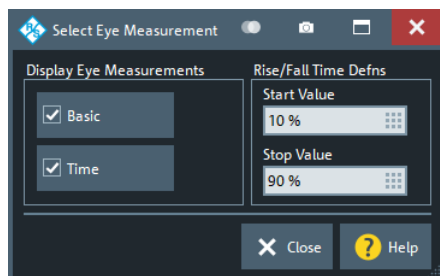 Select Eye Measurement
Display Eye Measurements
Basic
Time
Rise/Fall Time Defns
Start Value
10 %
Stop Value
90 %
Close
Help